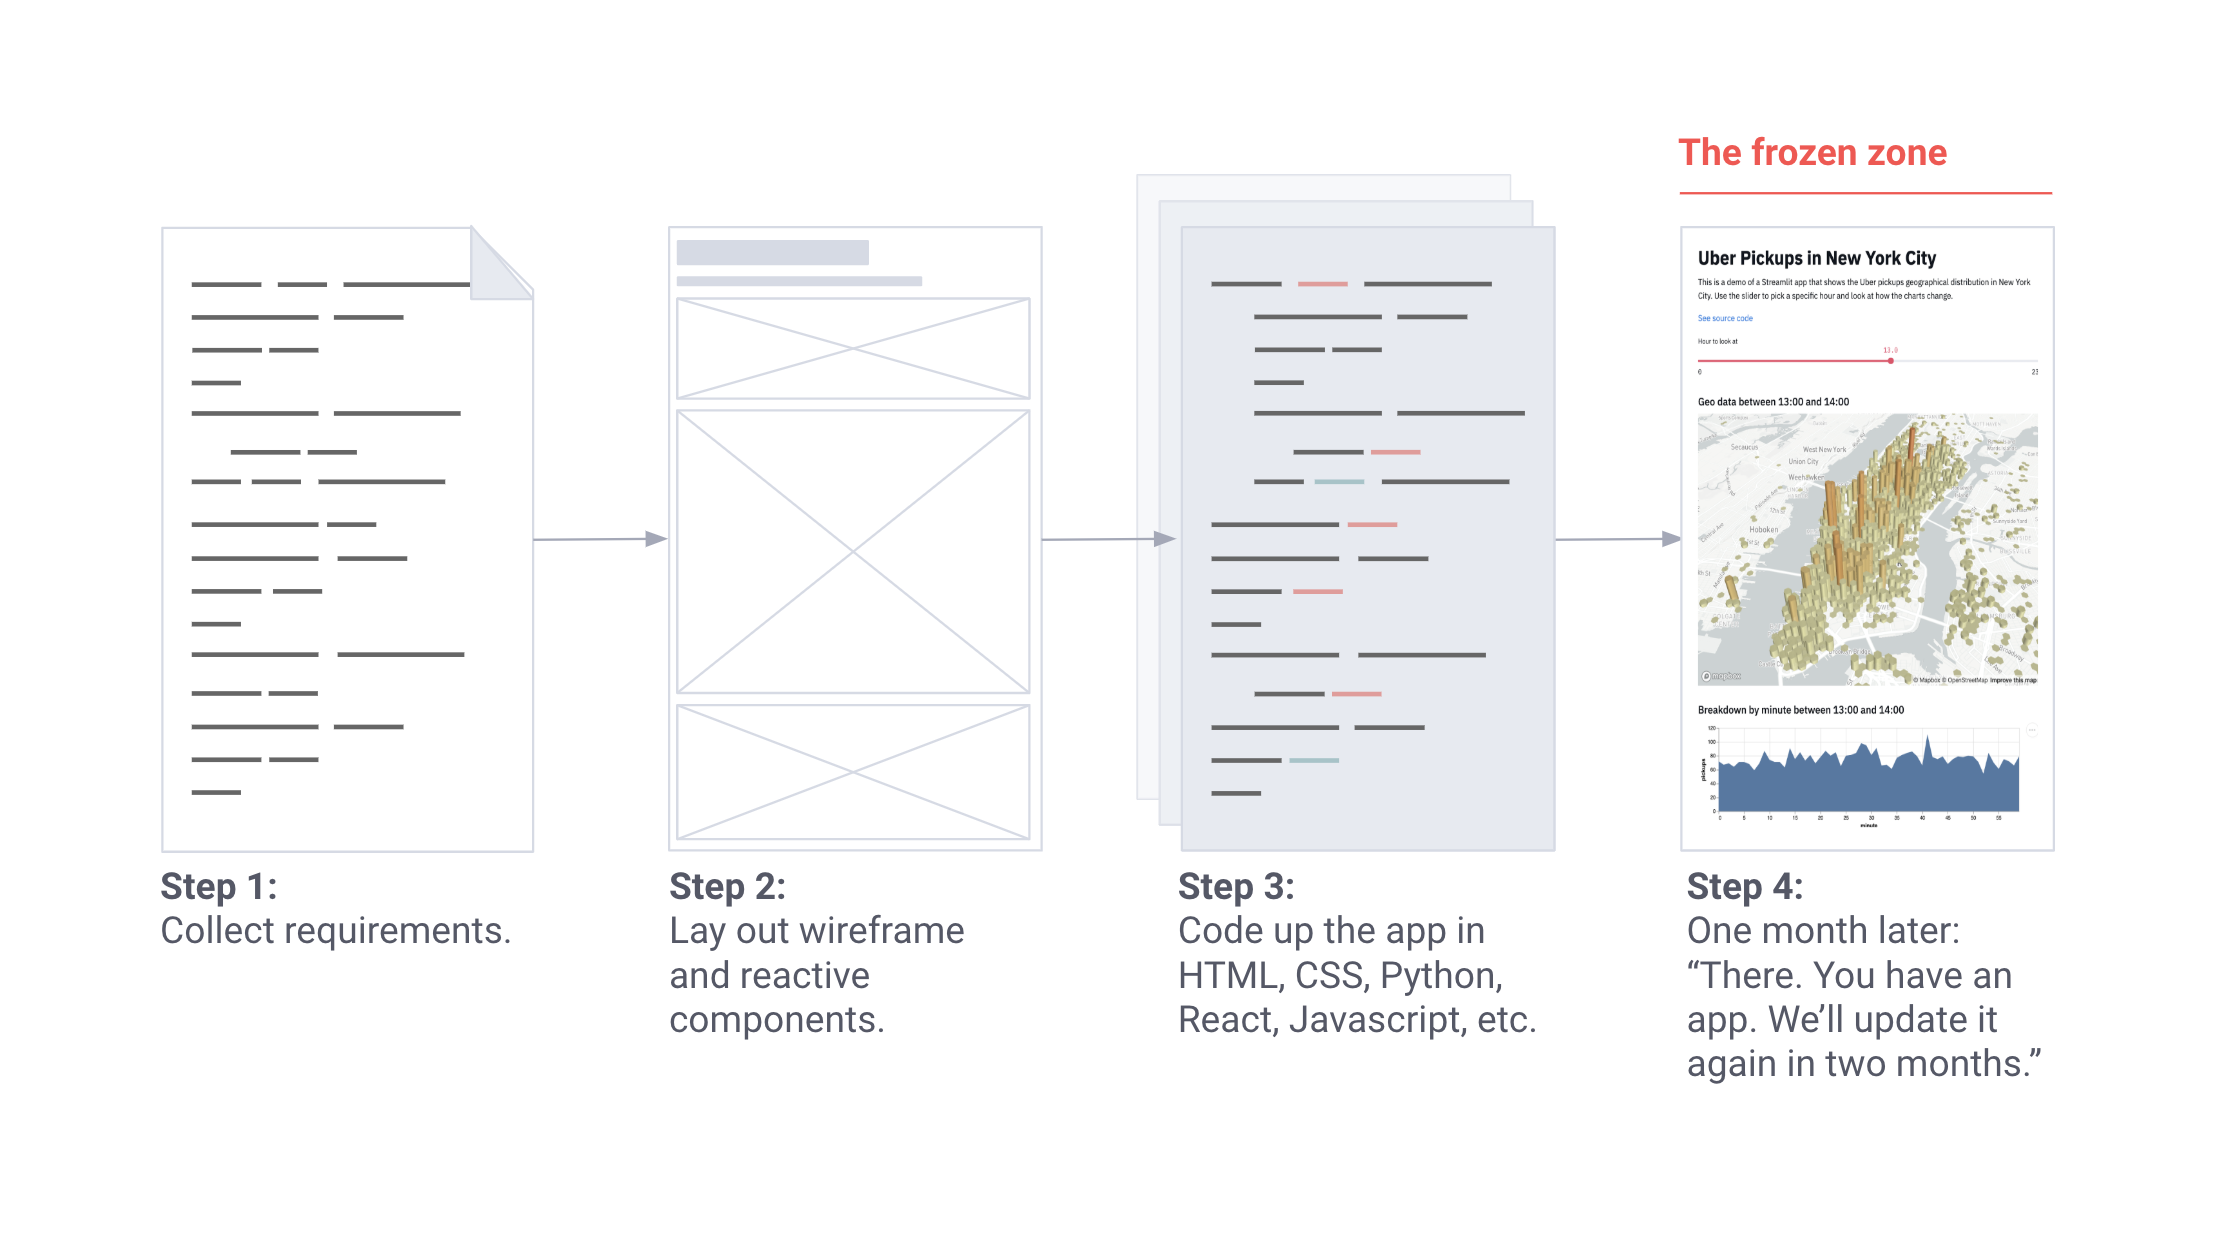 The frozen zone
Uber Pickups in New York City
This is a demo of a Streamlit app that shows the Uber pickups geographical distribution in New York
City. Use the slider to pick a specific hour and look at how the charts change.
See source code
Hour to look at
13.0
0
23
Geo data between 13:00 and 14:00
Secaucus
West New York
Union City
Weehawken
Hoboken
Broadway
mapbox
© Mapbox © OpenStreetMap Improve this map
Breakdown by minute between 13:00 and 14:00
120
100
80
60
40
20
0
pickups
0 5 10 15 20 25 30 35 40 45 50 55
minute
Step 1:
Collect requirements.
Step 2:
Lay out wireframe
and reactive
components.
Step 3:
Code up the app in
HTML, CSS, Python,
React, Javascript, etc.
Step 4:
One month later:
“There. You have an
app. We’ll update it
again in two months.”